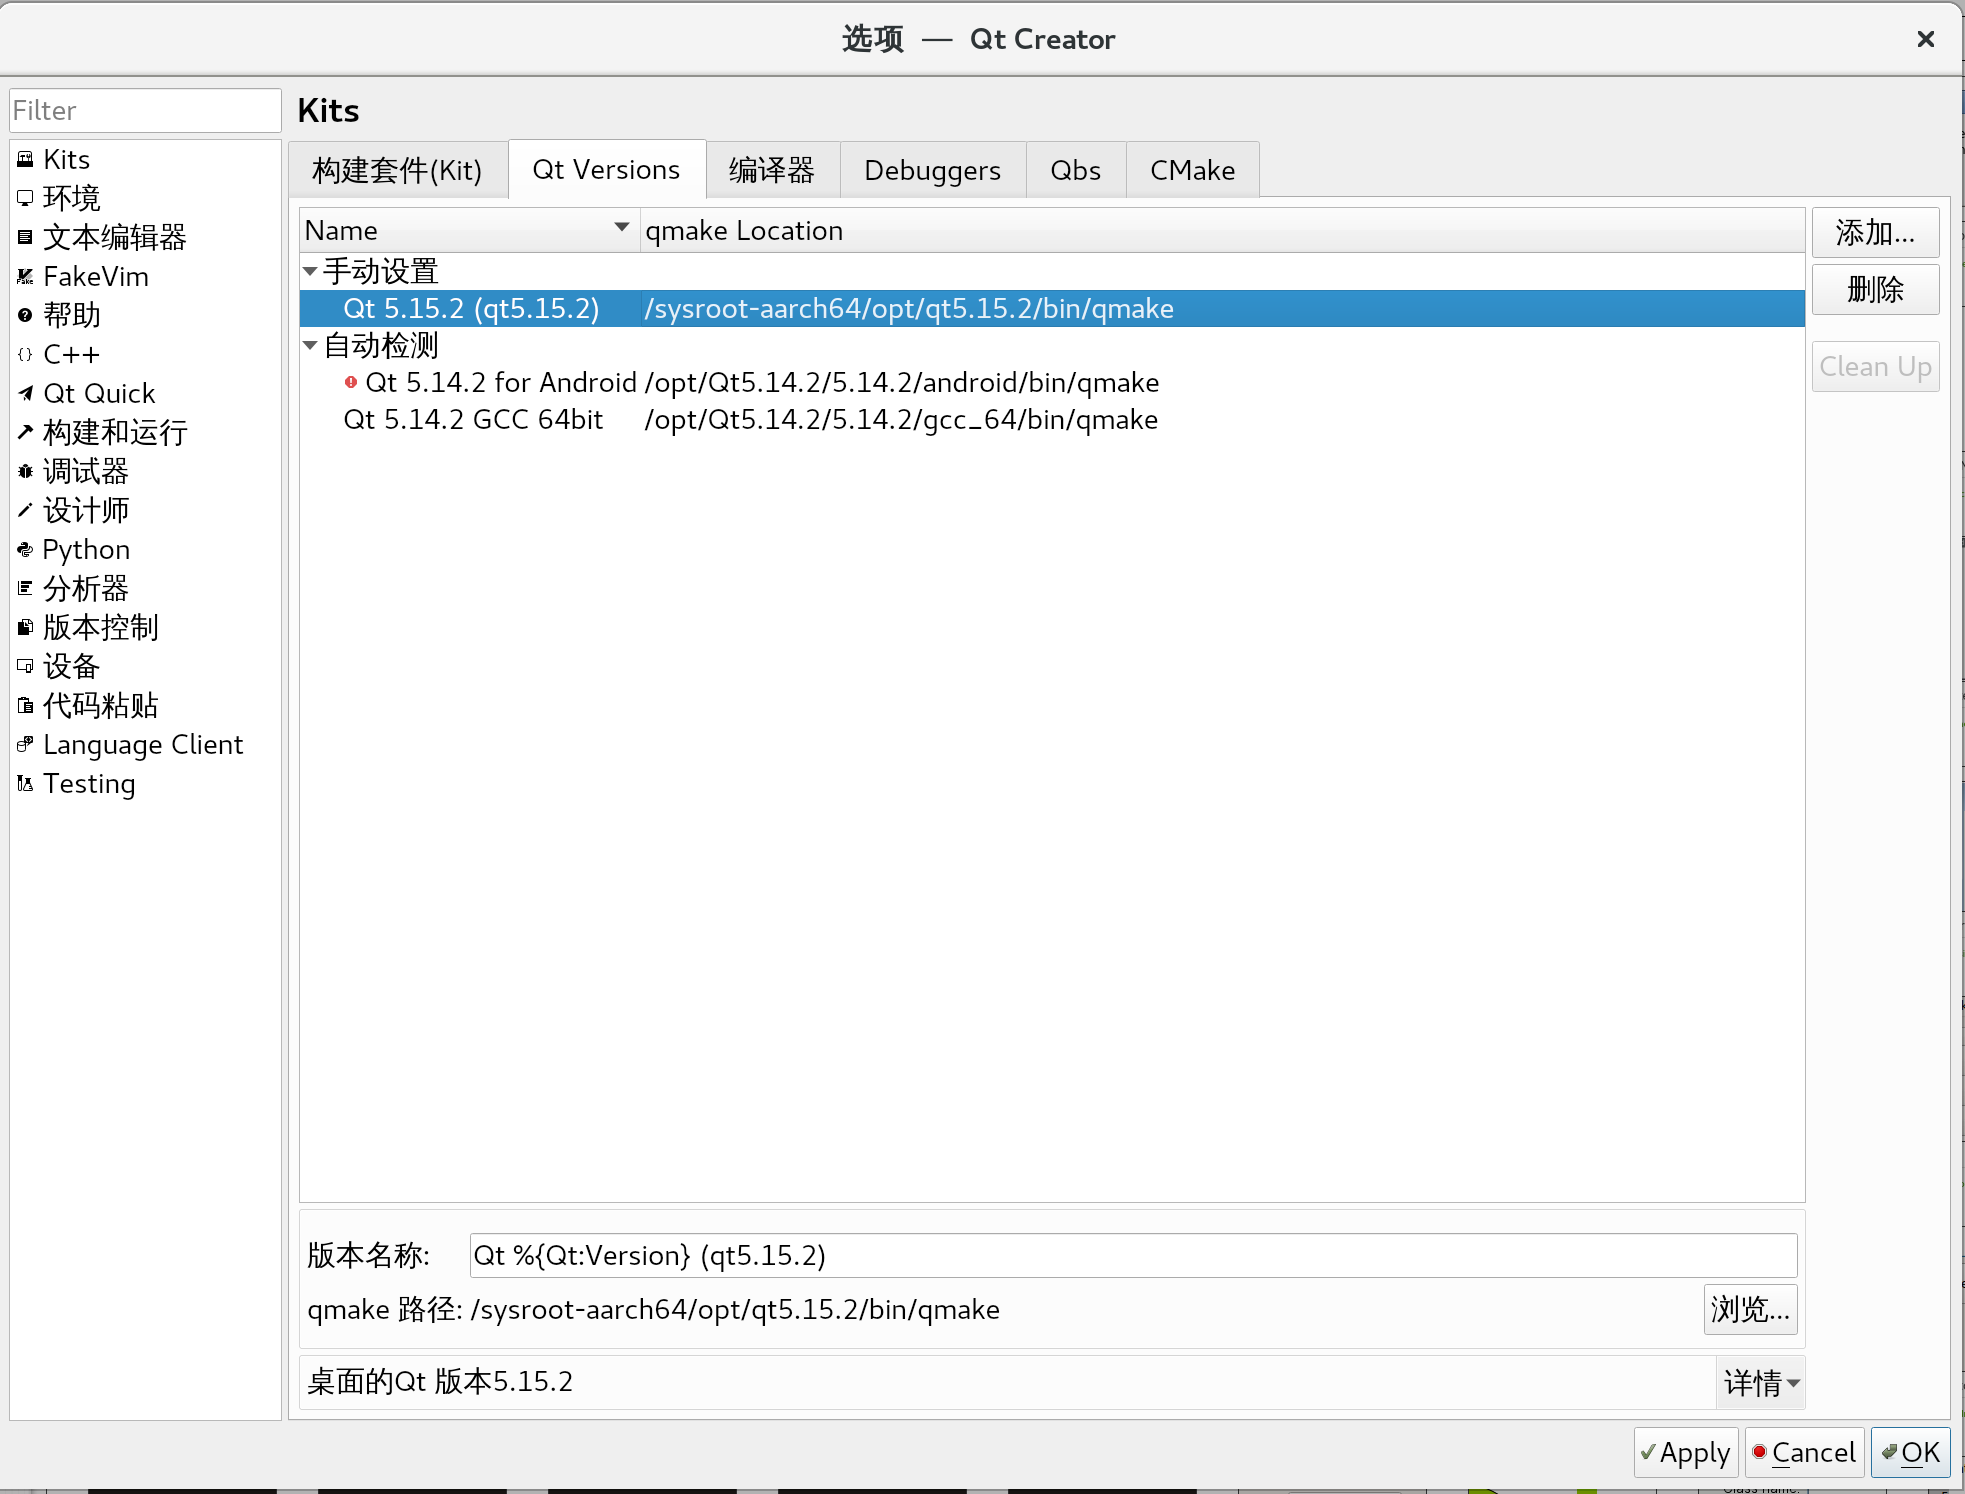 选项 — Qt Creator
Filter
Kits
环境
文本编辑器
FakeVim
帮助
C++
Qt Quick
构建和运行
调试器
设计师
Python
分析器
版本控制
设备
代码粘贴
Language Client
Testing
Kits
构建套件(Kit) Qt Versions 编译器 Debuggers Qbs CMake
Name qmake Location
手动设置
Qt 5.15.2 (qt5.15.2) /sysroot-aarch64/opt/qt5.15.2/bin/qmake
自动检测
Qt 5.14.2 for Android /opt/Qt5.14.2/5.14.2/android/bin/qmake
Qt 5.14.2 GCC 64bit /opt/Qt5.14.2/5.14.2/gcc_64/bin/qmake
添加...
删除
Clean Up
版本名称: Qt %{Qt:Version} (qt5.15.2)
qmake 路径: /sysroot-aarch64/opt/qt5.15.2/bin/qmake 浏览...
桌面的Qt 版本5.15.2 详情
Apply Cancel OK